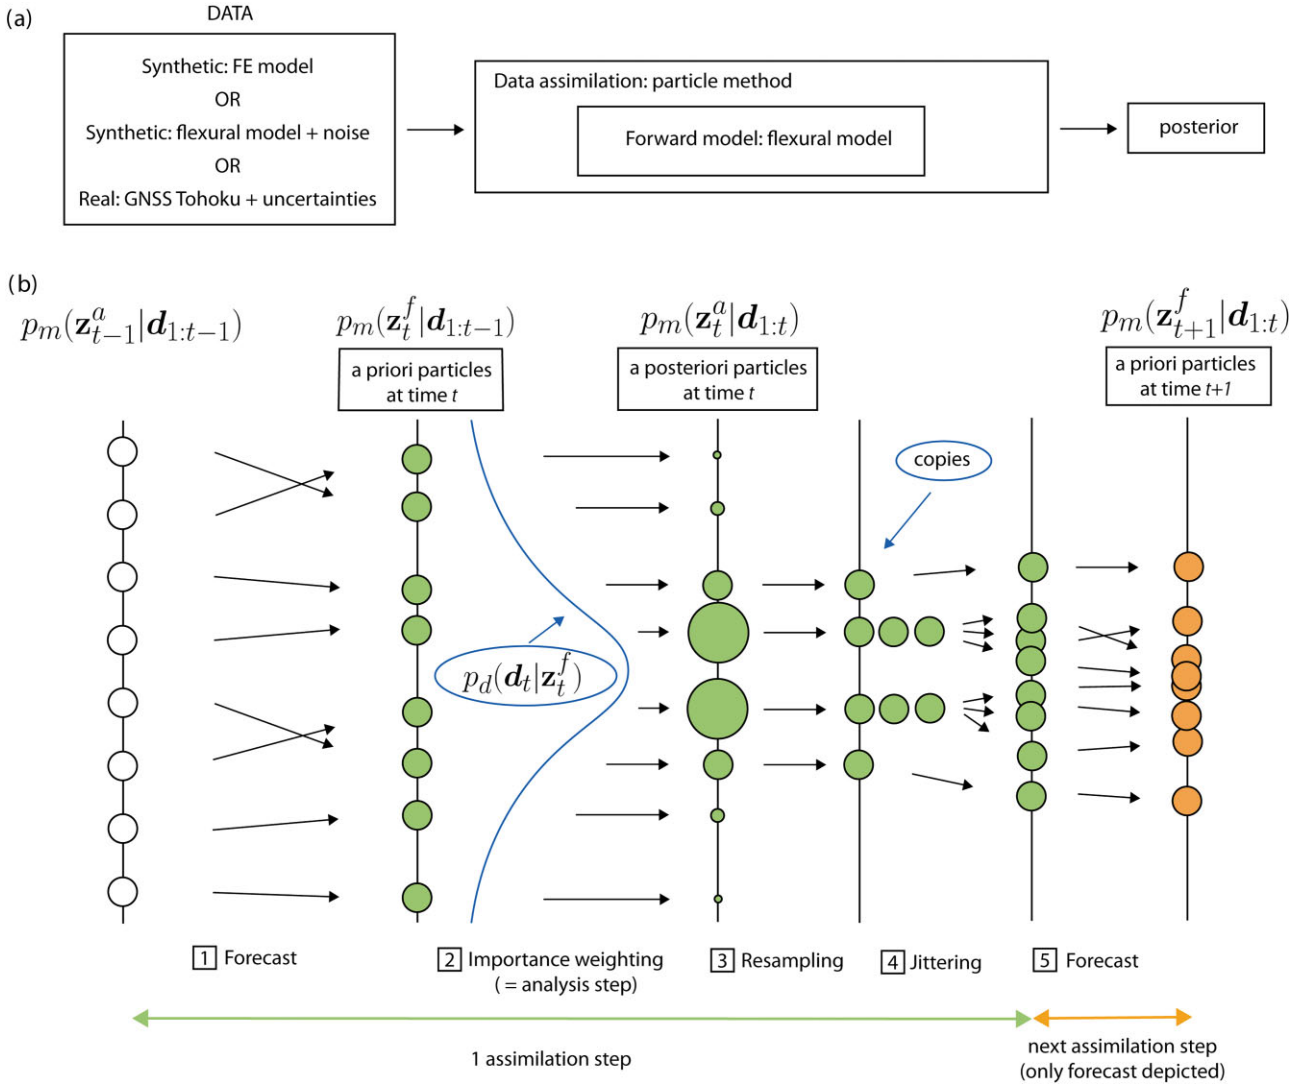 (a)
DATA
Synthetic: FE model
OR
Synthetic: flexural model + noise
OR
Real: GNSS Tohoku + uncertainties
Data assimilation: particle method
Forward model: flexural model
posterior
(b)
p_m(z^a_{t-1}|d_{1:t-1})
p_m(z^f_t|d_{1:t-1})
p_m(z^a_t|d_{1:t})
p_m(z^f_{t+1}|d_{1:t})
a priori particles
at time t
a posteriori particles
at time t
a priori particles
at time t+1
copies
p_d(d_t|z^f_t)
1 Forecast
2 Importance weighting
( = analysis step)
3 Resampling
4 Jittering
5 Forecast
1 assimilation step
next assimilation step
(only forecast depicted)